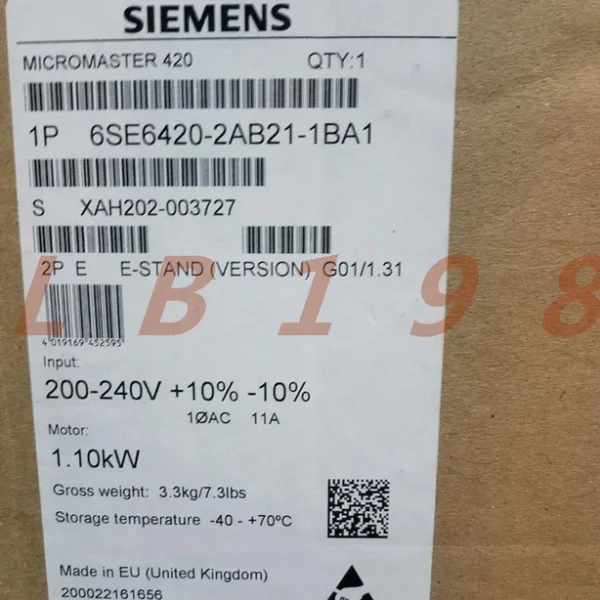 SIEMENS
MICROMASTER 420 QTY:1
1P 6SE6420-2AB21-1BA1
S XAH202-003727
2P E E-STAND (VERSION) G01/1.31
LB198
4 019169 452595
Input:
200-240V +10% -10%
1ØAC 11A
Motor:
1.10kW
Gross weight: 3.3kg/7.3lbs
Storage temperature -40 - +70ºC
Made in EU (United Kingdom)
200022161656